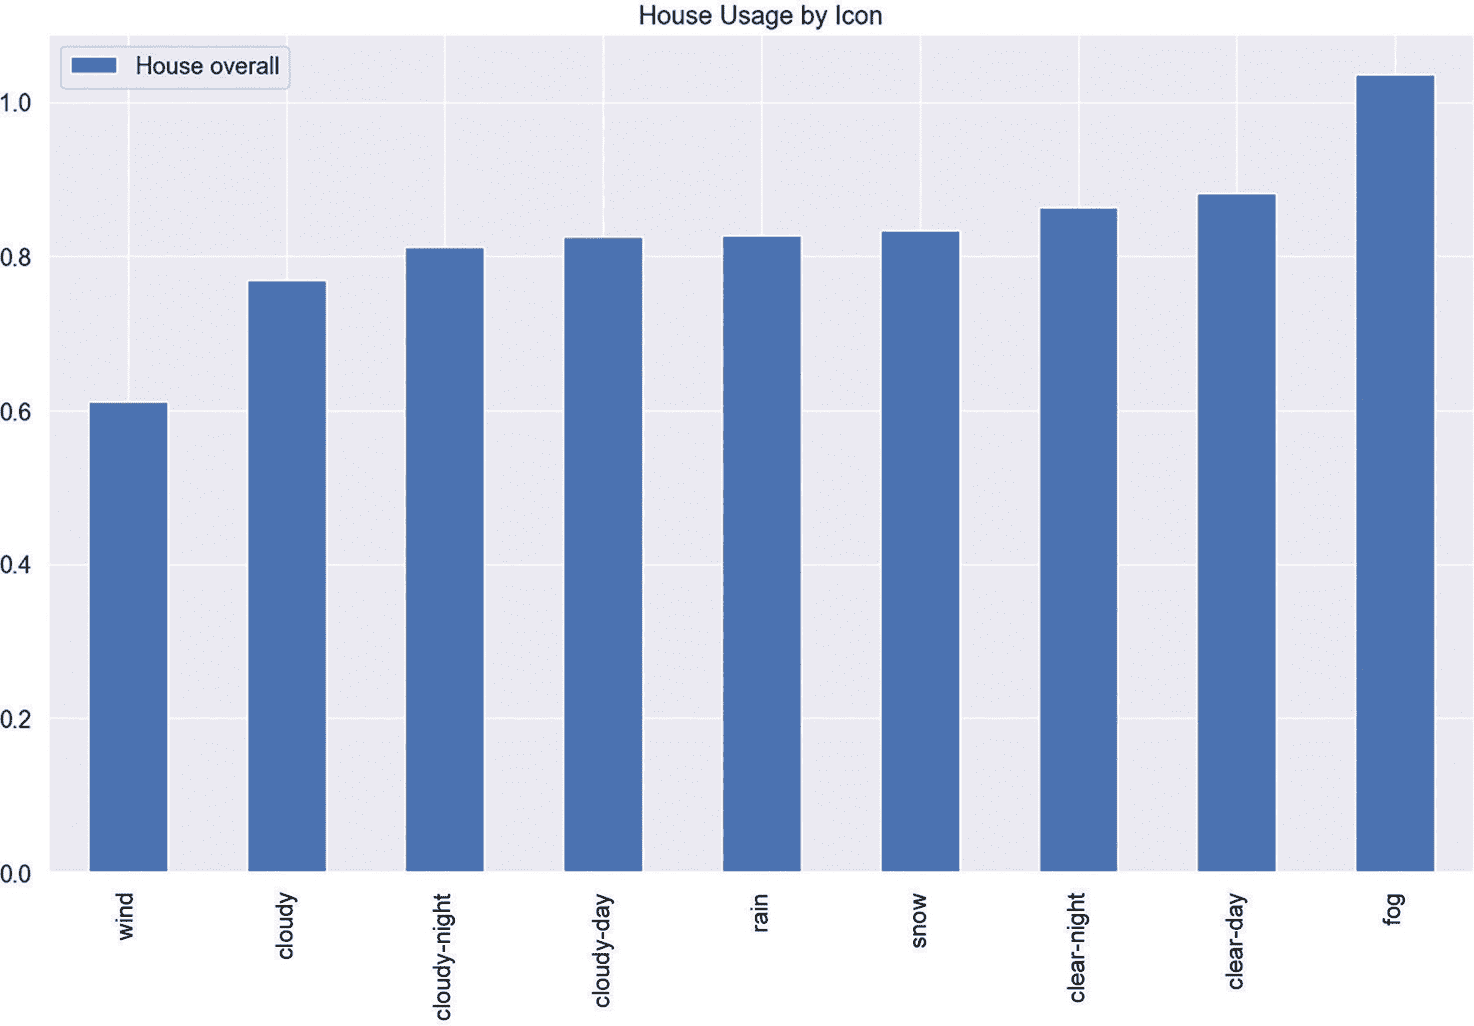 House Usage by Icon
House overall
1.0
0.8
0.6
0.4
0.2
0.0
wind
cloudy
cloudy-night
cloudy-day
rain
snow
clear-night
clear-day
fog